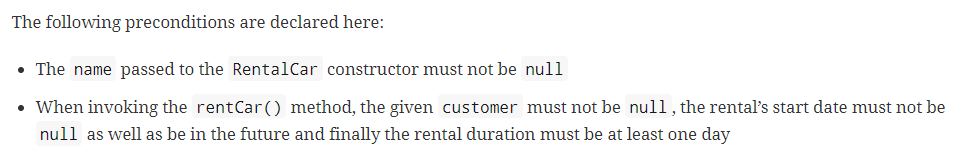 The following preconditions are declared here:
• The name passed to the RentalCar constructor must not be null
• When invoking the rentCar() method, the given customer must not be null, the rental’s start date must not be
null as well as be in the future and finally the rental duration must be at least one day